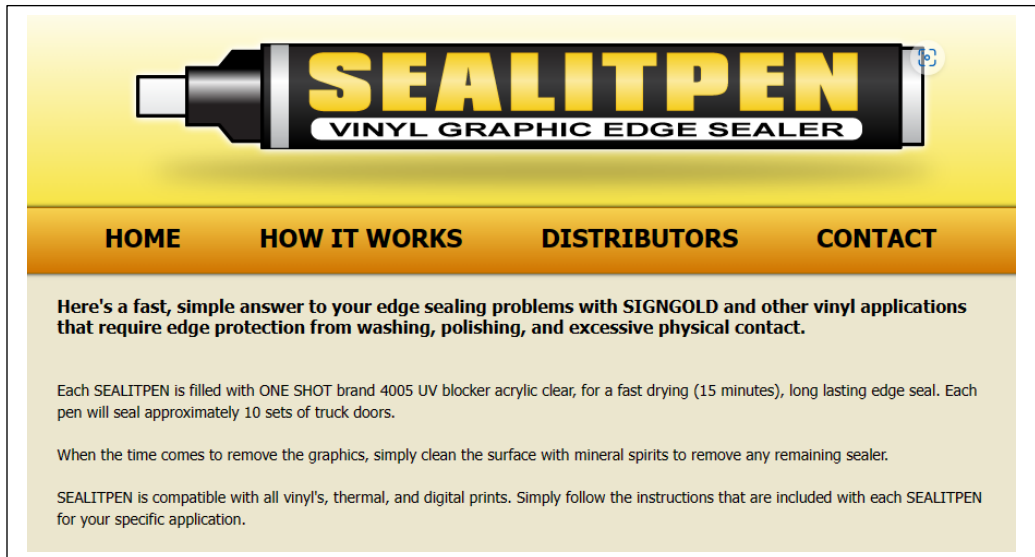 SEALITPEN
VINYL GRAPHIC EDGE SEALER
HOME HOW IT WORKS DISTRIBUTORS CONTACT
Here's a fast, simple answer to your edge sealing problems with SIGNGOLD and other vinyl applications
that require edge protection from washing, polishing, and excessive physical contact.
Each SEALITPEN is filled with ONE SHOT brand 4005 UV blocker acrylic clear, for a fast drying (15 minutes), long lasting edge seal. Each
pen will seal approximately 10 sets of truck doors.
When the time comes to remove the graphics, simply clean the surface with mineral spirits to remove any remaining sealer.
SEALITPEN is compatible with all vinyl's, thermal, and digital prints. Simply follow the instructions that are included with each SEALITPEN
for your specific application.